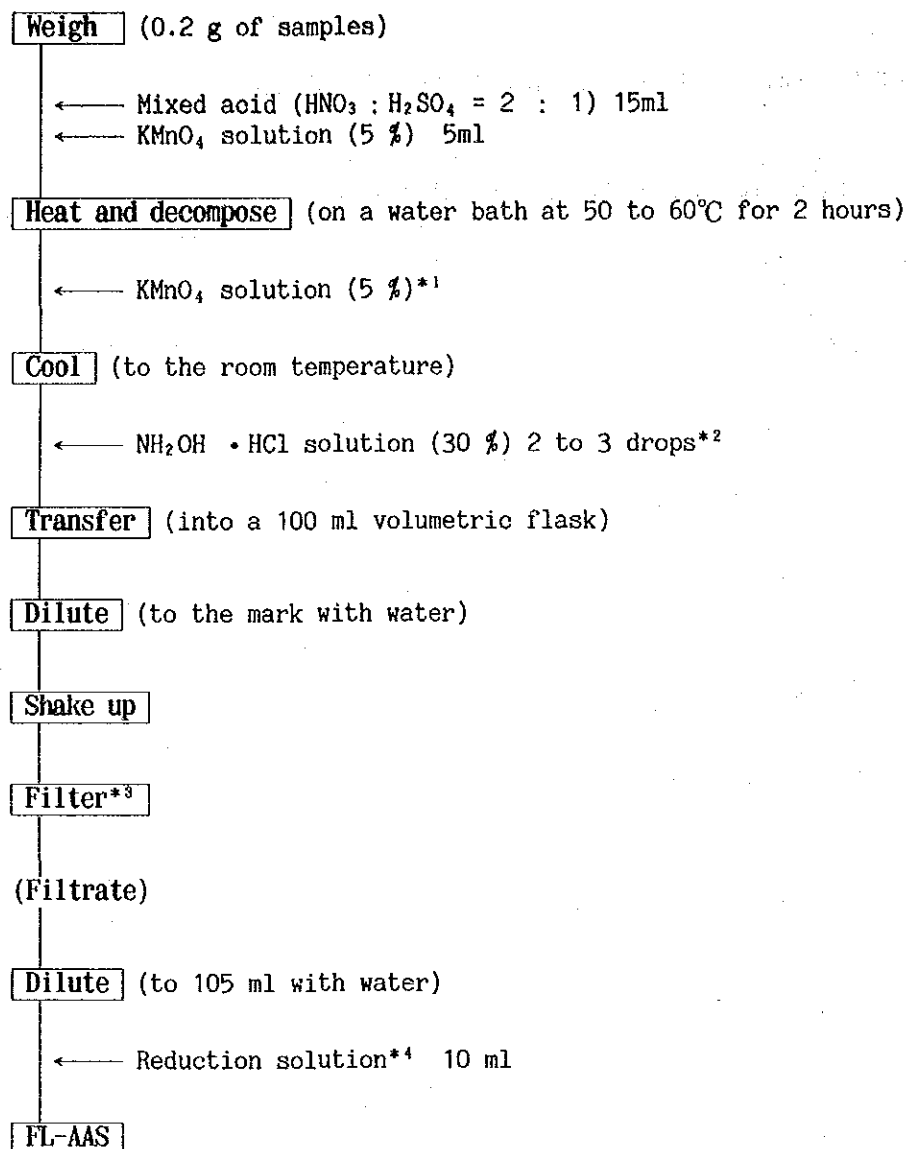 Weigh (0.2 g of samples)
← Mixed acid (HNO₃ : H₂SO₄ = 2 : 1) 15ml
← KMnO₄ solution (5 %) 5ml
Heat and decompose (on a water bath at 50 to 60℃ for 2 hours)
← KMnO₄ solution (5 %)*¹
Cool (to the room temperature)
← NH₂OH • HCl solution (30 %) 2 to 3 drops*²
Transfer (into a 100 ml volumetric flask)
Dilute (to the mark with water)
Shake up
Filter*³
(Filtrate)
Dilute (to 105 ml with water)
← Reduction solution*⁴ 10 ml
FL-AAS